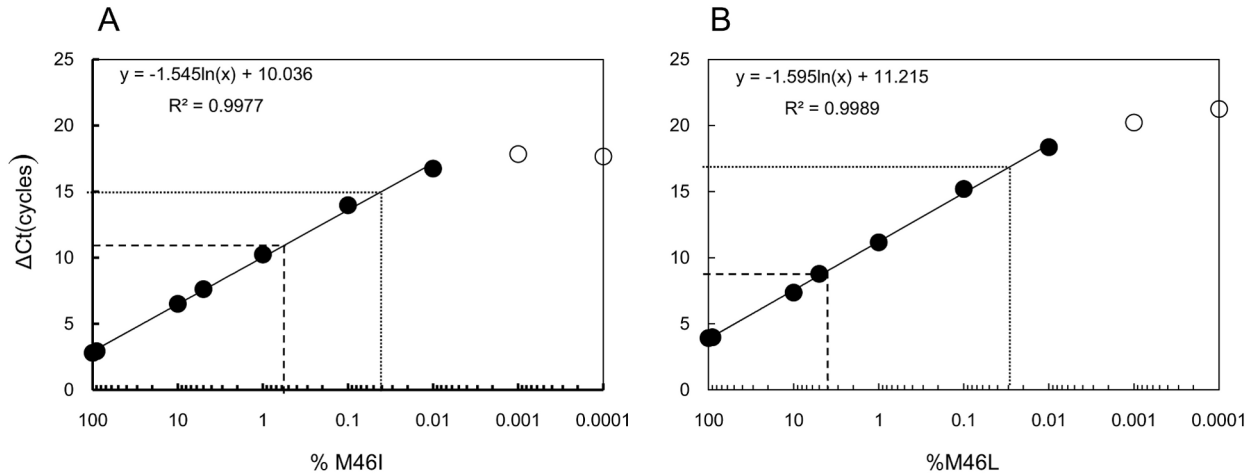 A
25
20
15
10
5
0
ΔCt(cycles)
y = -1.545ln(x) + 10.036
R² = 0.9977
100 10 1 0.1 0.01 0.001 0.0001
% M46I
B
25
20
15
10
5
0
y = -1.595ln(x) + 11.215
R² = 0.9989
100 10 1 0.1 0.01 0.001 0.0001
%M46L